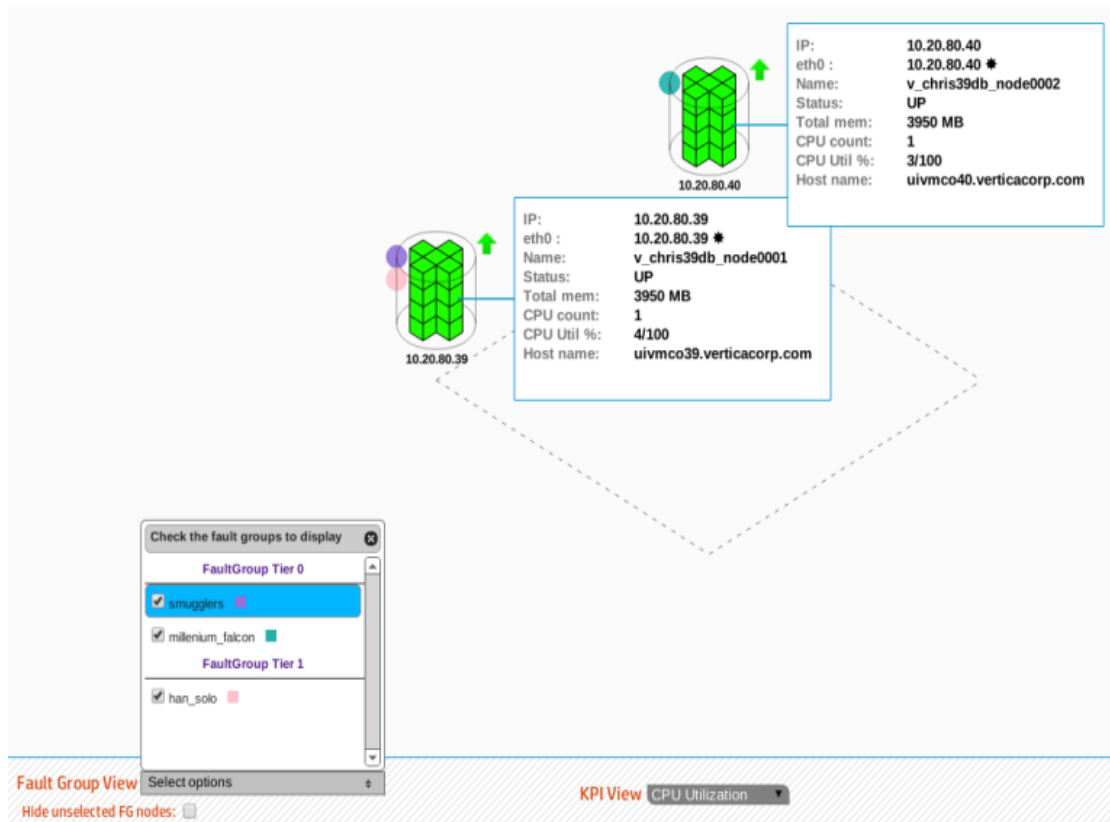 IP: 10.20.80.40
eth0 : 10.20.80.40 ✸
Name: v_chris39db_node0002
Status: UP
Total mem: 3950 MB
CPU count: 1
CPU Util %: 3/100
Host name: uivmco40.verticacorp.com
10.20.80.40
IP: 10.20.80.39
eth0 : 10.20.80.39 ✸
Name: v_chris39db_node0001
Status: UP
Total mem: 3950 MB
CPU count: 1
CPU Util %: 4/100
Host name: uivmco39.verticacorp.com
10.20.80.39
Check the fault groups to display
FaultGroup Tier 0
smugglers
millenium_falcon
FaultGroup Tier 1
han_solo
Fault Group View Select options
KPI View CPU Utilization
Hide unselected FG nodes: